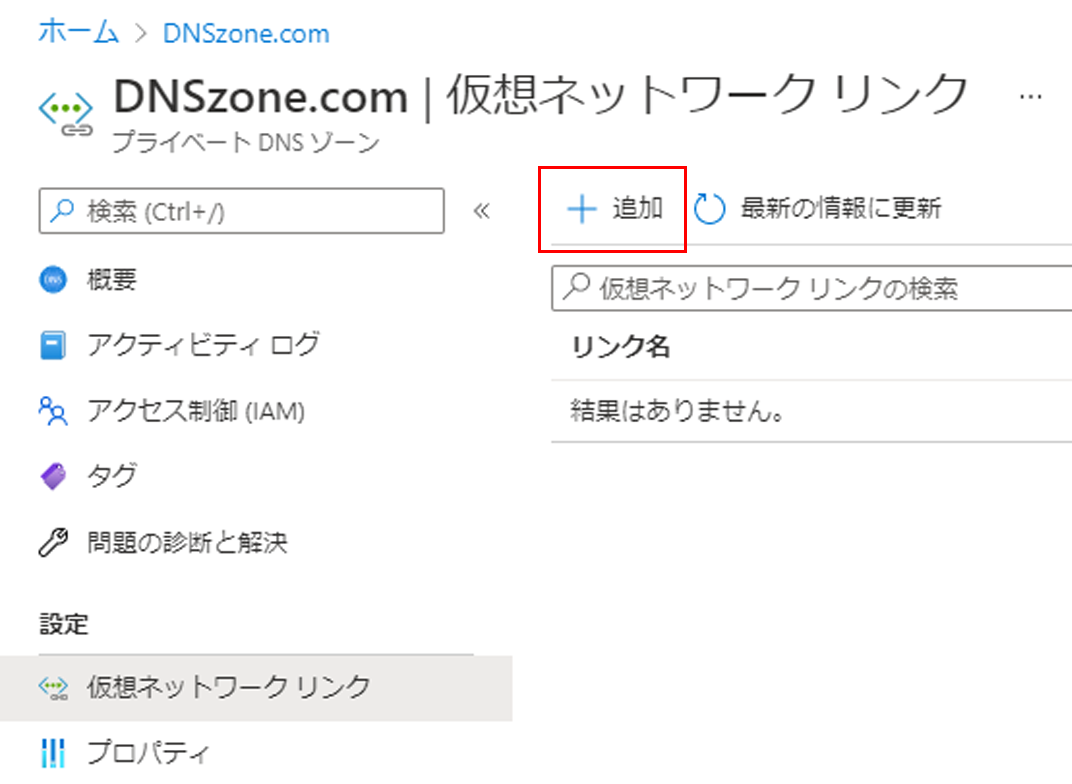 ホーム > DNSzone.com
DNSzone.com | 仮想ネットワーク リンク ...
プライベート DNS ゾーン
検索 (Ctrl+/)
«
追加
最新の情報に更新
DNS
概要
アクティビティ ログ
アクセス制御 (IAM)
タグ
問題の診断と解決
設定
仮想ネットワーク リンク
プロパティ
仮想ネットワーク リンクの検索
リンク名
結果はありません。